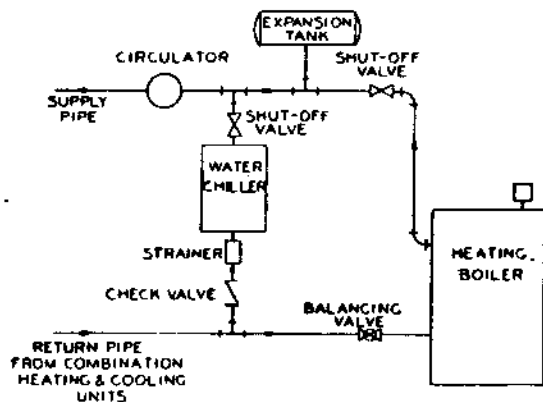 EXPANSION
TANK
CIRCULATOR
SHUT-OFF
VALVE
SUPPLY
PIPE
SHUT-OFF
VALVE
WATER
CHILLER
STRAINER
HEATING
BOILER
CHECK VALVE
BALANCING
VALVE
RETURN PIPE
FROM COMBINATION
HEATING & COOLING
UNITS